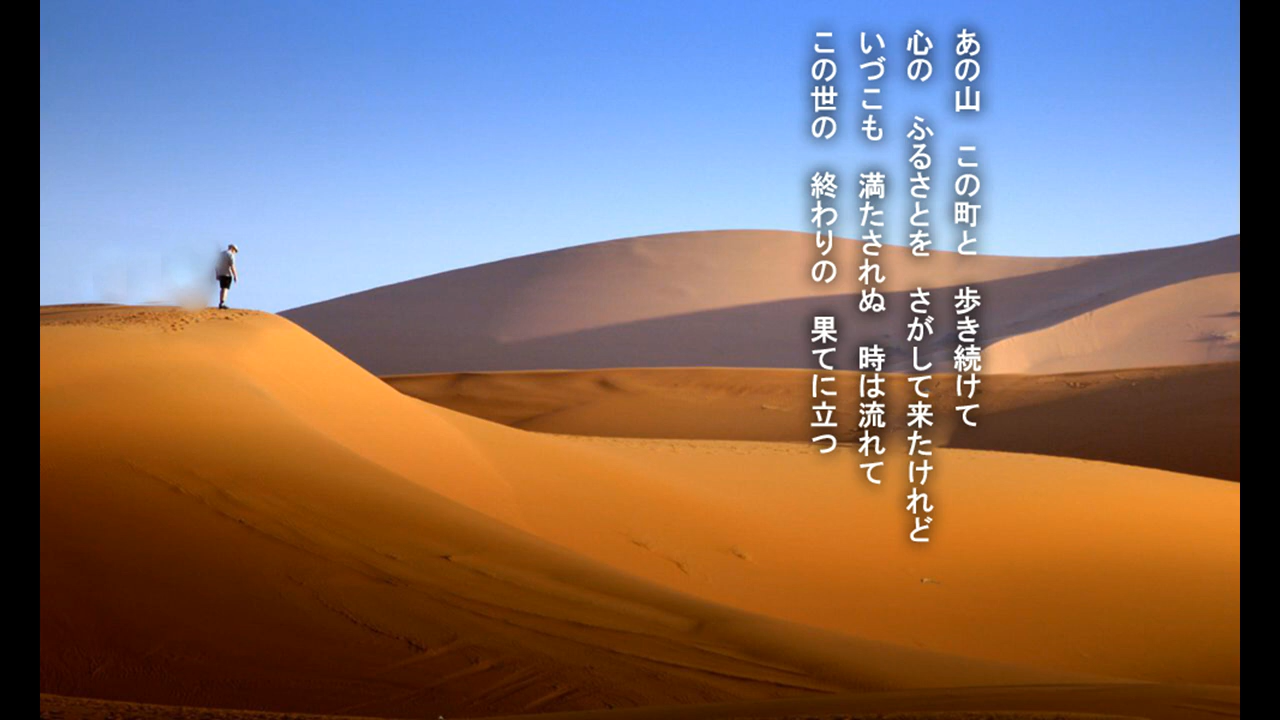 あの山　この町と　歩き続けて
心の　ふるさとを　さがして来たけれど
いづこも　満たされぬ　時は流れて
この世の　終わりの　果てに立つ